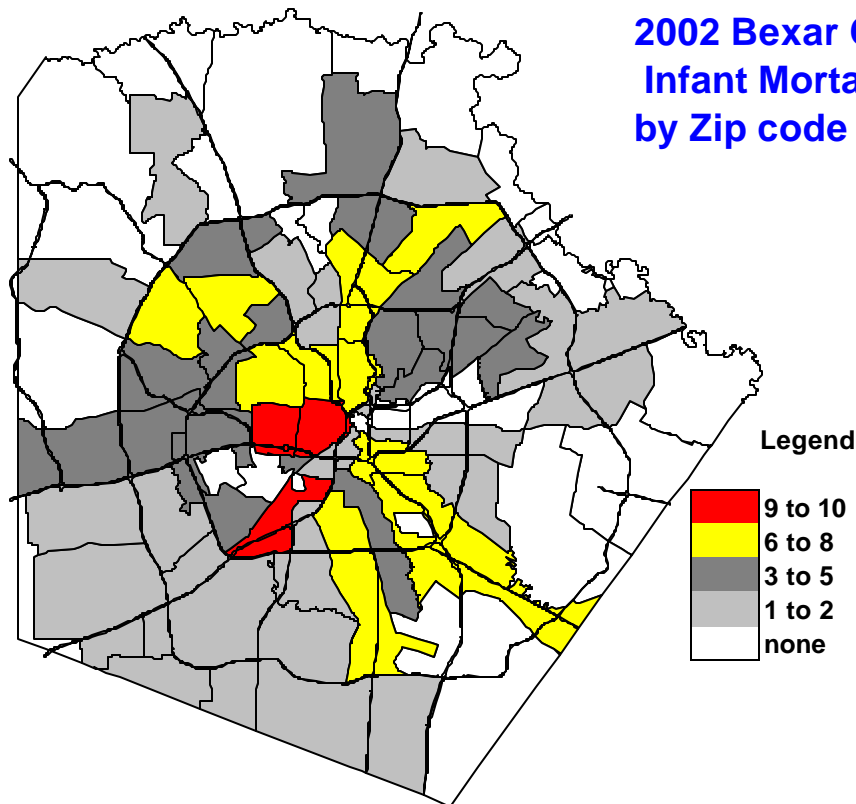 2002 Bexar
Infant
by Zip code
Legend
9 to 10
6 to 8
3 to 5
1 to 2
none